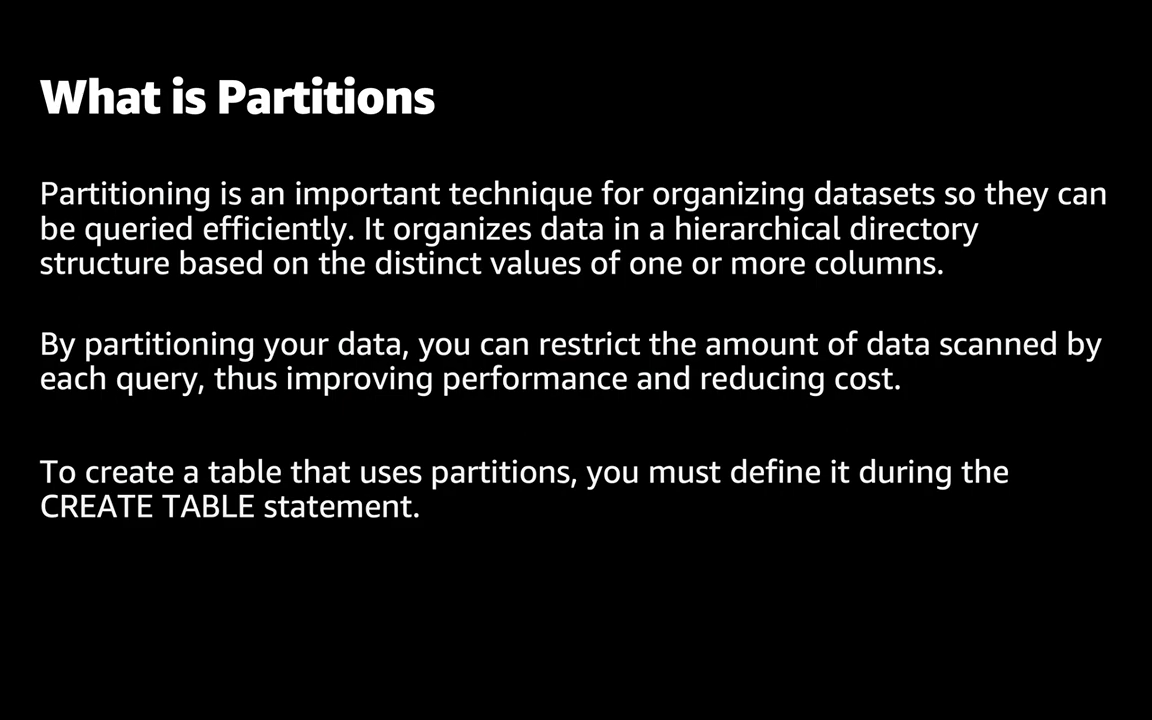 What is Partitions
Partitioning is an important technique for organizing datasets so they can
be queried efficiently. It organizes data in a hierarchical directory
structure based on the distinct values of one or more columns.
By partitioning your data, you can restrict the amount of data scanned by
each query, thus improving performance and reducing cost.
To create a table that uses partitions, you must define it during the
CREATE TABLE statement.